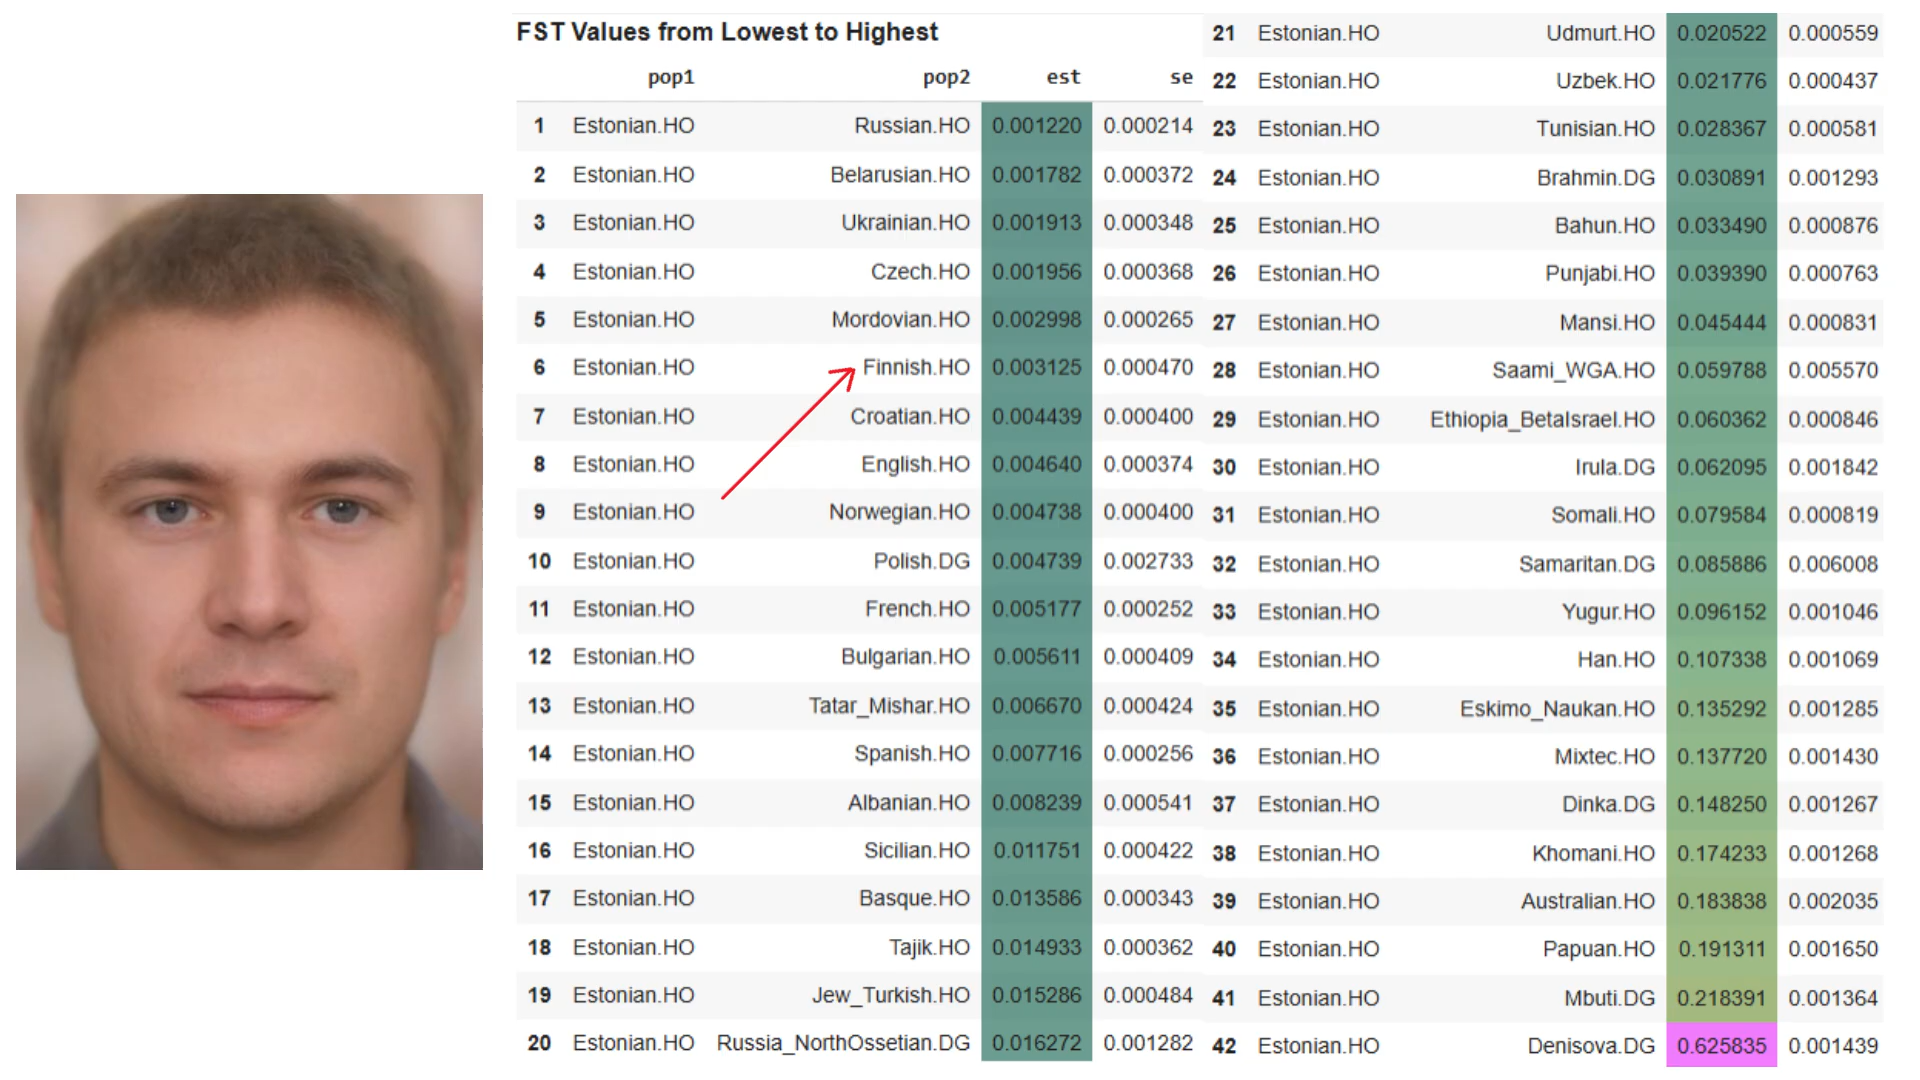 FST Values from Lowest to Highest
pop1 pop2 est se
1 Estonian.HO Russian.HO 0.001220 0.000214
2 Estonian.HO Belarusian.HO 0.001782 0.000372
3 Estonian.HO Ukrainian.HO 0.001913 0.000348
4 Estonian.HO Czech.HO 0.001956 0.000368
5 Estonian.HO Mordovian.HO 0.002998 0.000265
6 Estonian.HO Finnish.HO 0.003125 0.000470
7 Estonian.HO Croatian.HO 0.004439 0.000400
8 Estonian.HO English.HO 0.004640 0.000374
9 Estonian.HO Norwegian.HO 0.004738 0.000400
10 Estonian.HO Polish.DG 0.004739 0.002733
11 Estonian.HO French.HO 0.005177 0.000252
12 Estonian.HO Bulgarian.HO 0.005611 0.000409
13 Estonian.HO Tatar_Mishar.HO 0.006670 0.000424
14 Estonian.HO Spanish.HO 0.007716 0.000256
15 Estonian.HO Albanian.HO 0.008239 0.000541
16 Estonian.HO Sicilian.HO 0.011751 0.000422
17 Estonian.HO Basque.HO 0.013586 0.000343
18 Estonian.HO Tajik.HO 0.014933 0.000362
19 Estonian.HO Jew_Turkish.HO 0.015286 0.000484
20 Estonian.HO Russia_NorthOssetian.DG 0.016272 0.001282
21 Estonian.HO Udmurt.HO 0.020522 0.000559
22 Estonian.HO Uzbek.HO 0.021776 0.000437
23 Estonian.HO Tunisian.HO 0.028367 0.000581
24 Estonian.HO Brahmin.DG 0.030891 0.001293
25 Estonian.HO Bahun.HO 0.033490 0.000876
26 Estonian.HO Punjabi.HO 0.039390 0.000763
27 Estonian.HO Mansi.HO 0.045444 0.000831
28 Estonian.HO Saami_WGA.HO 0.059788 0.005570
29 Estonian.HO Ethiopia_BetaIsrael.HO 0.060362 0.000846
30 Estonian.HO Irula.DG 0.062095 0.001842
31 Estonian.HO Somali.HO 0.079584 0.000819
32 Estonian.HO Samaritan.DG 0.085886 0.006008
33 Estonian.HO Yugur.HO 0.096152 0.001046
34 Estonian.HO Han.HO 0.107338 0.001069
35 Estonian.HO Eskimo_Naukan.HO 0.135292 0.001285
36 Estonian.HO Mixtec.HO 0.137720 0.001430
37 Estonian.HO Dinka.DG 0.148250 0.001267
38 Estonian.HO Khomani.HO 0.174233 0.001268
39 Estonian.HO Australian.HO 0.183838 0.002035
40 Estonian.HO Papuan.HO 0.191311 0.001650
41 Estonian.HO Mbuti.DG 0.218391 0.001364
42 Estonian.HO Denisova.DG 0.625835 0.001439